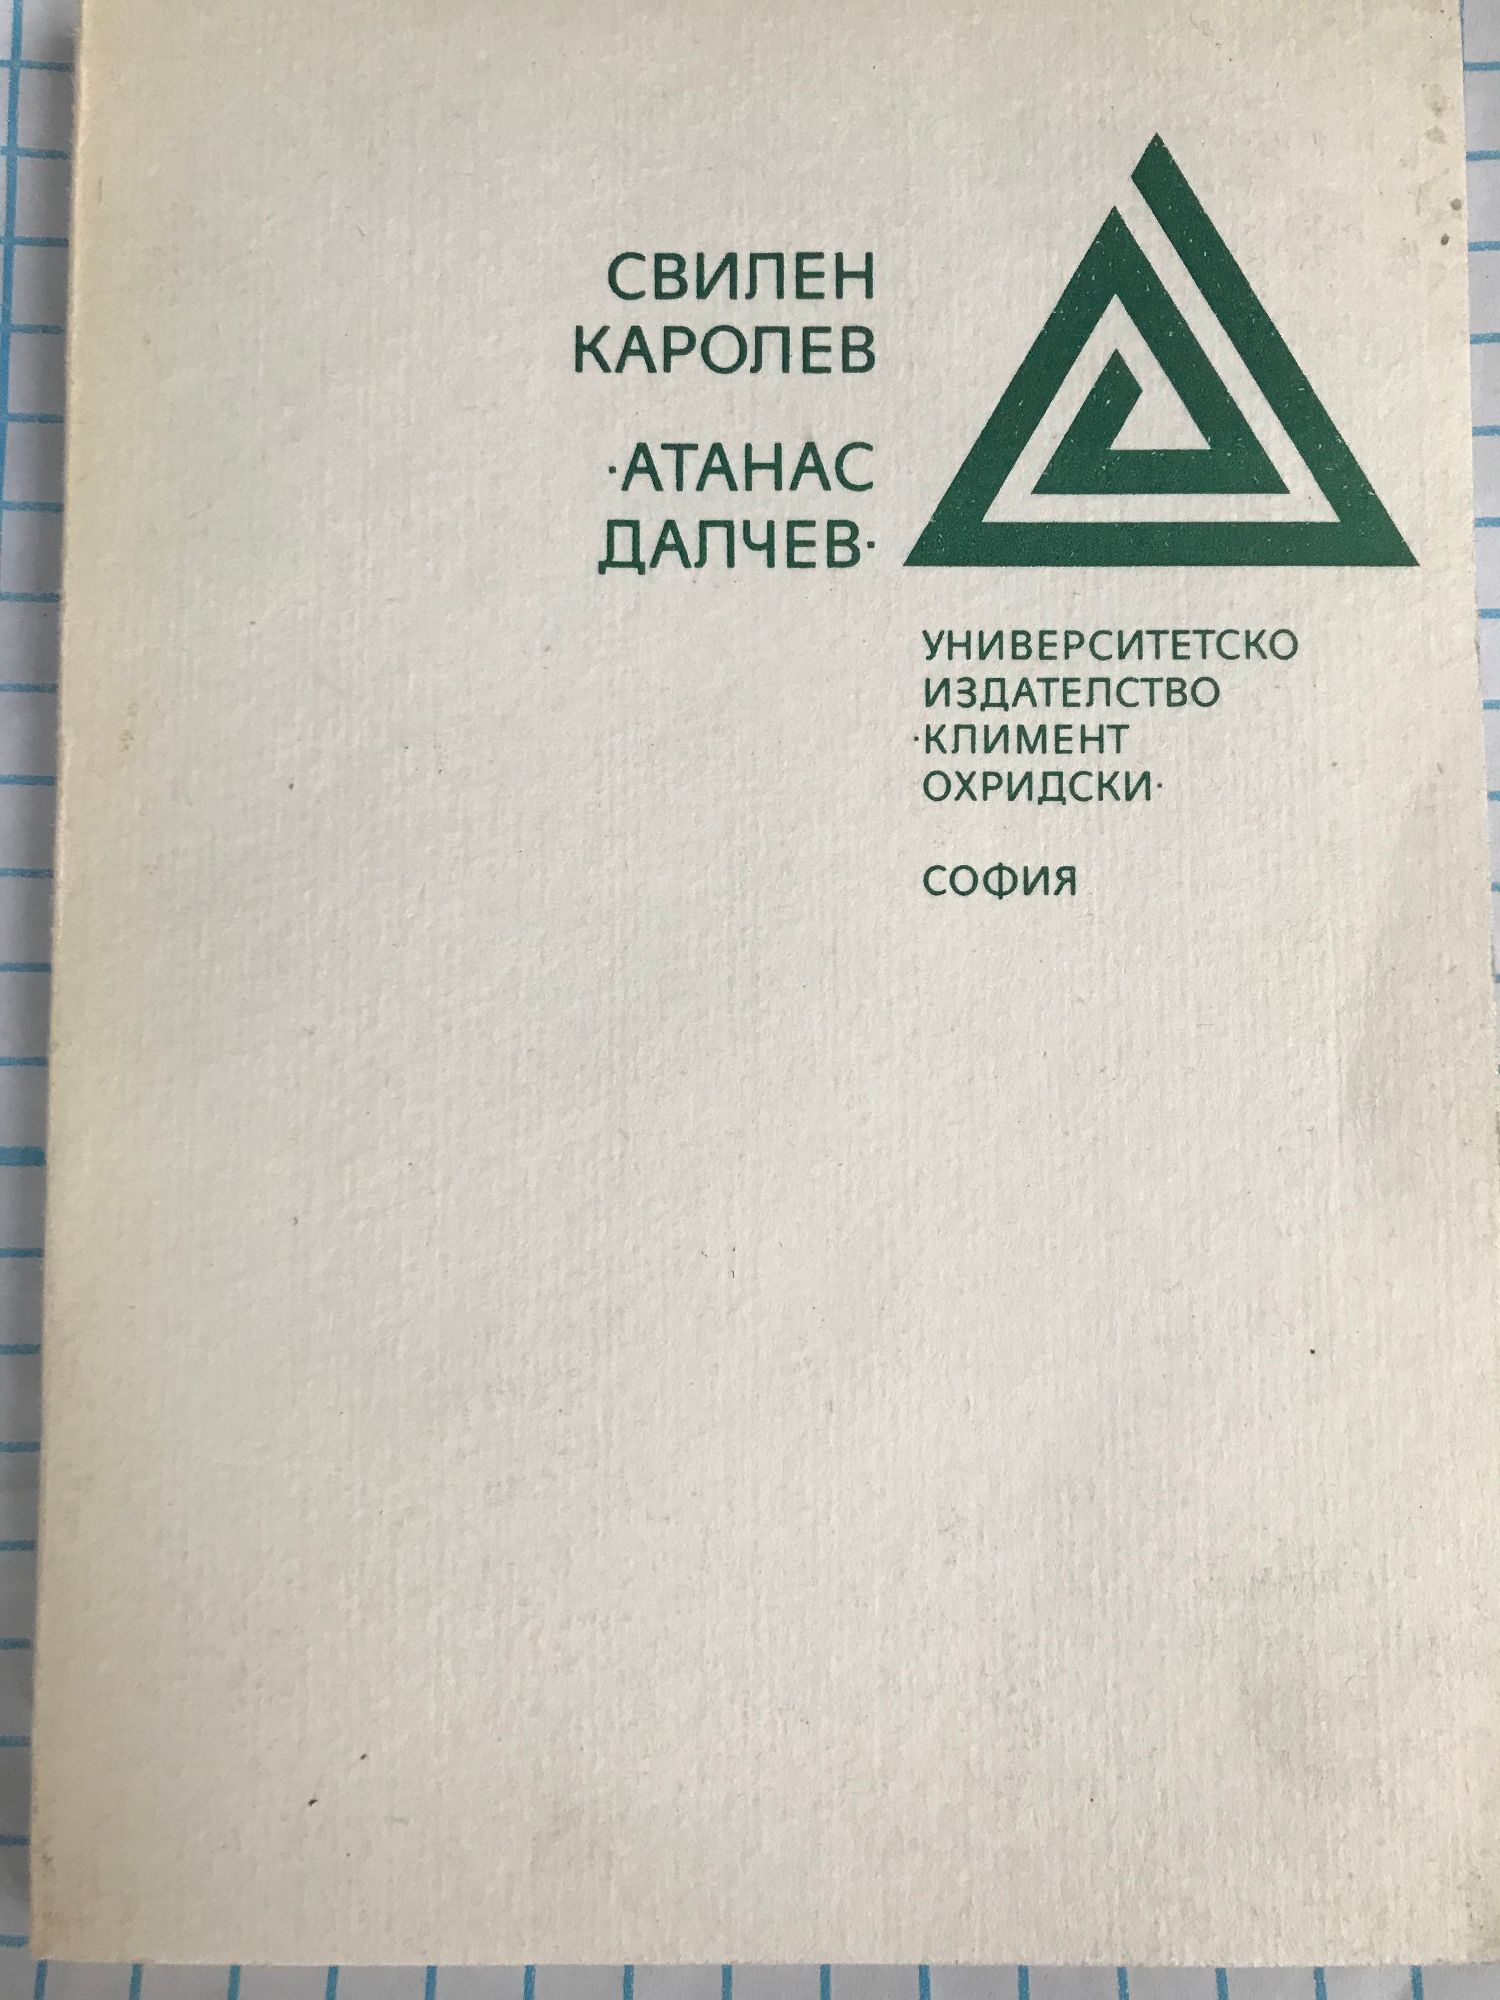 СВИЛЕН
КАРОЛЕВ
·АТАНАС
ДАЛЧЕВ·
УНИВЕРСИТЕТСКО
ИЗДАТЕЛСТВО
·КЛИМЕНТ
ОХРИДСКИ·
СОФИЯ